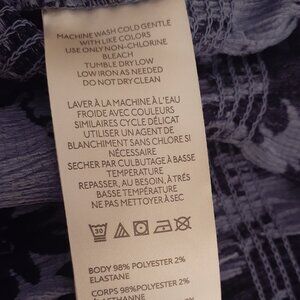 MACHINE WASH COLD GENTLE
WITH LIKE COLORS
USE ONLY NON-CHLORINE
BLEACH
TUMBLE DRY LOW
LOW IRON AS NEEDED
DO NOT DRY CLEAN
LAVER À LA MACHINE À L'EAU
FROIDE AVEC COULEURS
SIMILAIRES CYCLE DÉLICAT
UTILISER UN AGENT DE
BLANCHIMENT SANS CHLORE SI
NÉCESSAIRE
SECHER PAR CULBUTAGE À BASSE
TEMPERATURE
REPASSER, AU BESOIN, À TRÉS
BASSE TEMPÉRATURE
NE PAS METTOYER À SEC
30
BODY 98% POLYESTER 2%
ELASTANE
CORPS 98% POLYESTER 2%